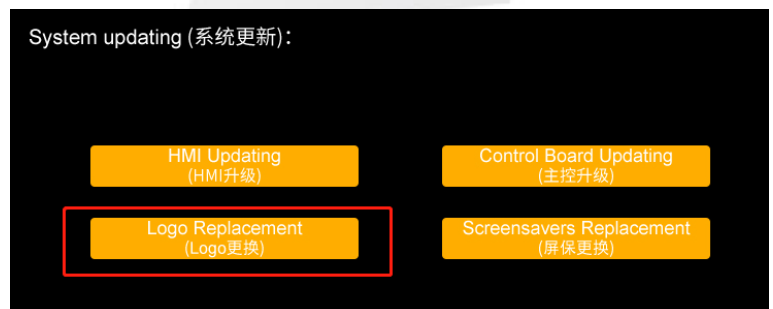 System updating (系统更新)：
HMI Updating
(HMI升级)
Control Board Updating
(主控升级)
Logo Replacement
(Logo更换)
Screensavers Replacement
(屏保更换)